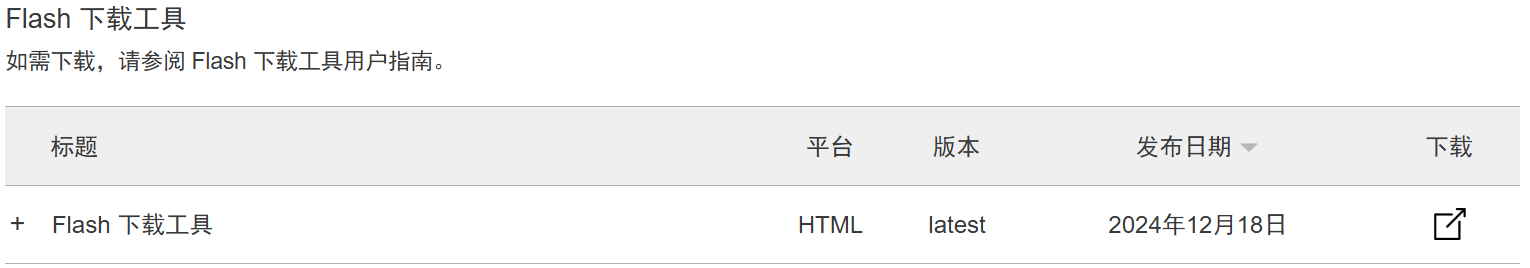 Flash 下载工具
如需下载，请参阅 Flash 下载工具用户指南。
标题 平台 版本 发布日期 下载
+ Flash 下载工具 HTML latest 2024年12月18日